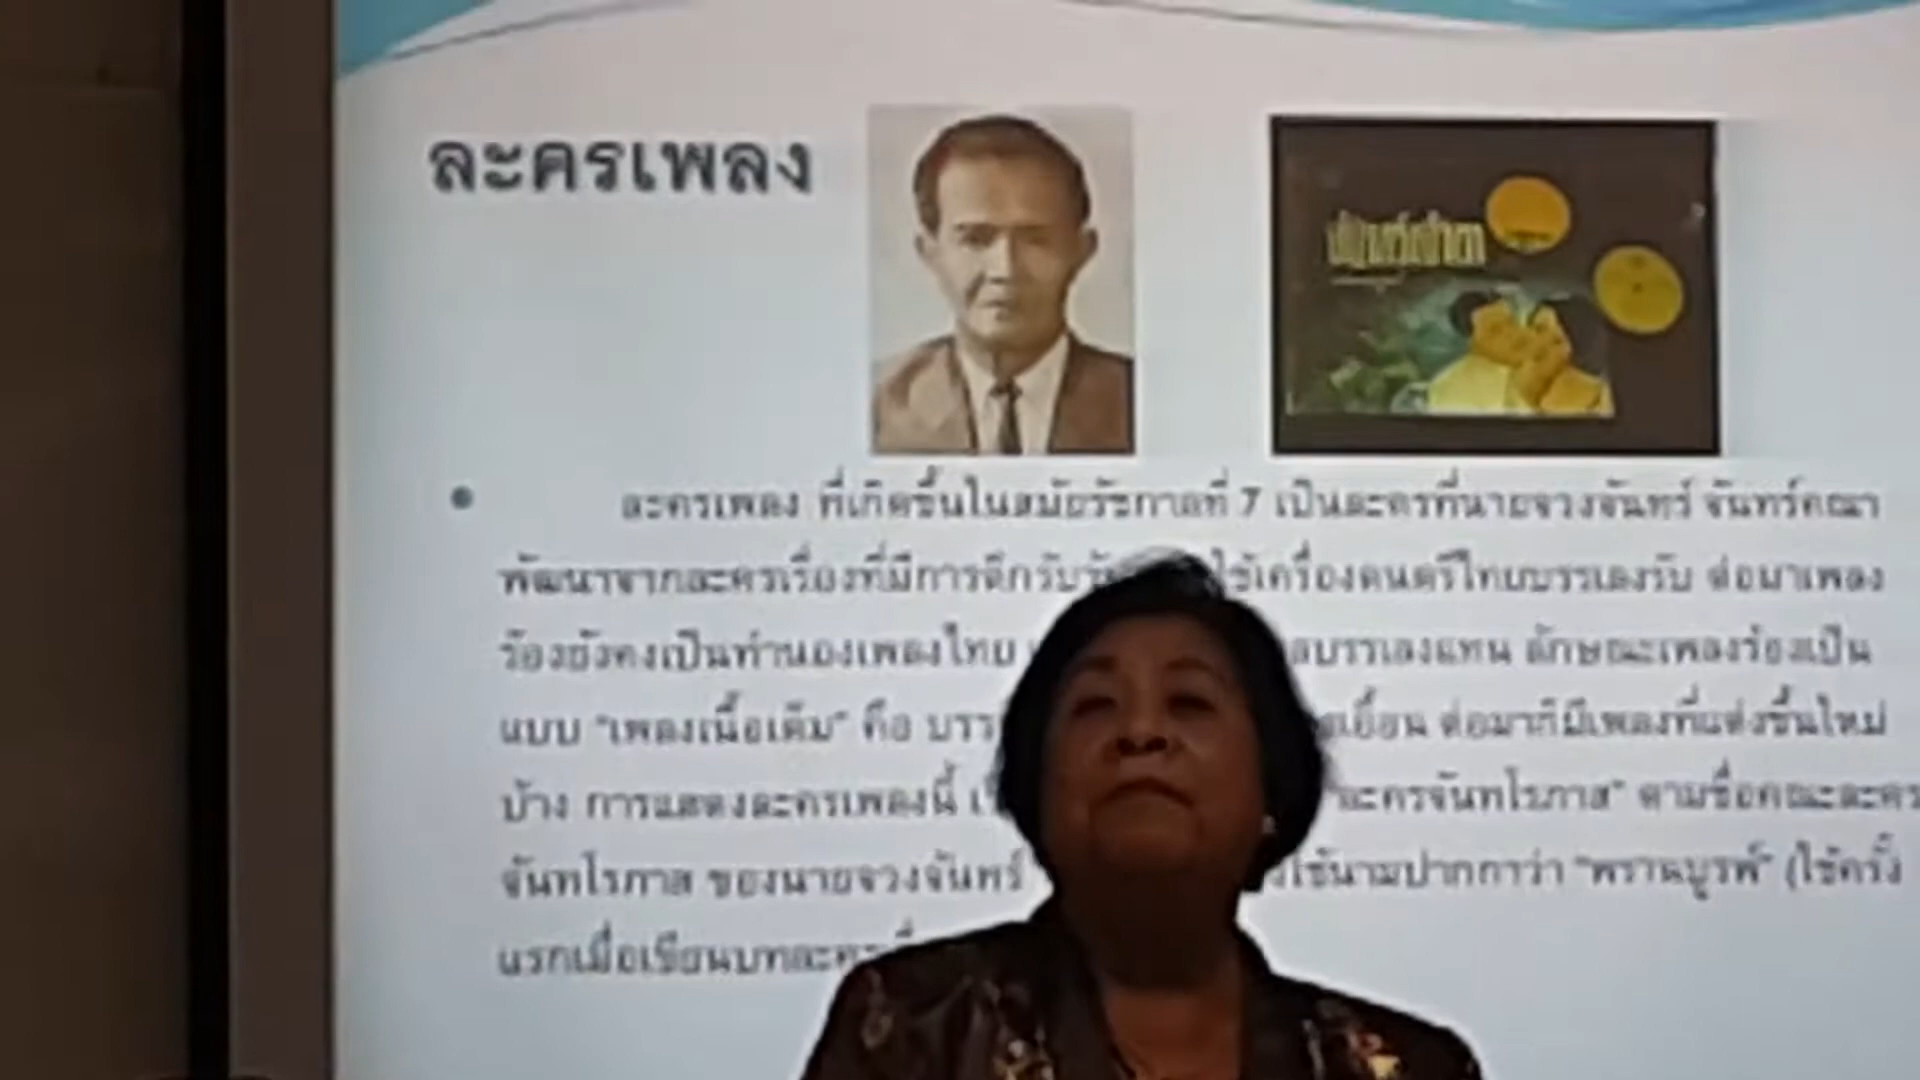 ละครเพลง
ละครเพลง ที่เกิดขึ้นในสมัยรัชกาลที่ 7 เป็นละครที่นายจวงจันทร์ จันทร์คณา
พัฒนาจากละครเรื่องที่มีการตีกรับรับ ใช้เครื่องดนตรีไทยบรรเลงรับ ต่อมาเพลง
ร้องยังคงเป็นทำนองเพลงไทย บรรเลงแทน ลักษณะเพลงร้องเป็น
แบบ "เพลงเนื้อเต็ม" คือ ต่อมาก็มีเพลงที่แต่งขึ้นใหม่
บ้าง การแสดงละครเพลงนี้ "ละครจันทโรภาส" ตามชื่อคณะละคร
จันทโรภาส ของนายจวงจันทร์ ใช้นามปากกาว่า "พรานบูรพ์" (ใช้ครั้ง
แรกเมื่อเขียนบทละคร